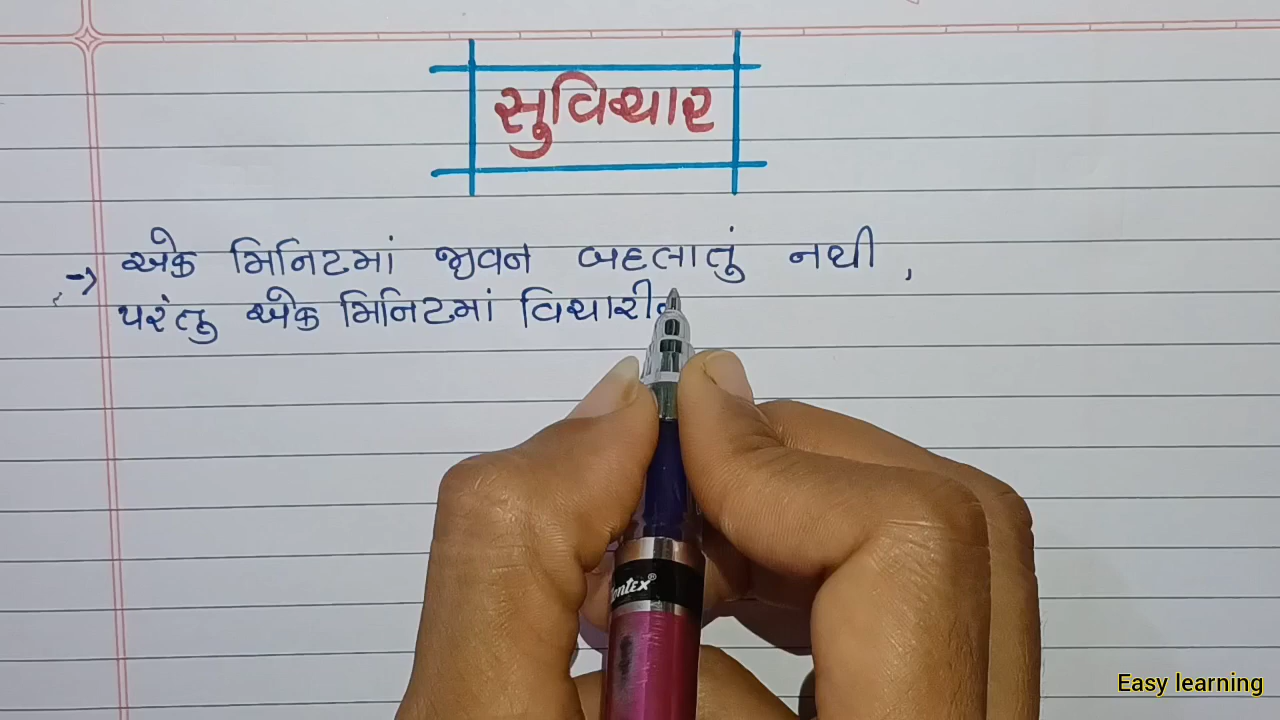 સુવિચાર
→ એક મિનિટમાં જીવન બદલાતું નથી,
પરંતુ એક મિનિટમાં
Easy learning